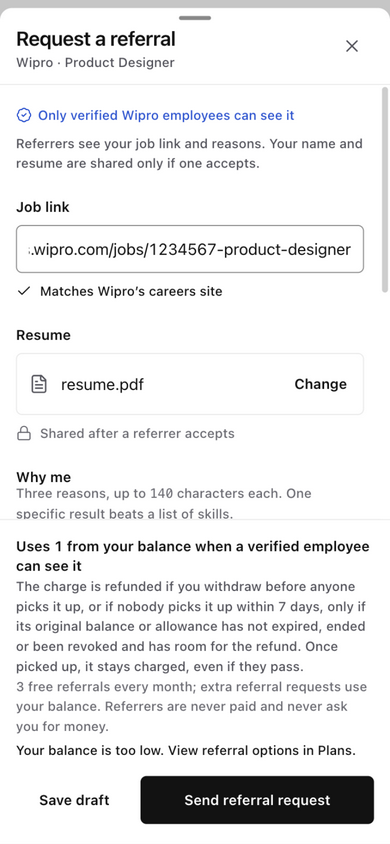 Request a referral
Wipro · Product Designer
Only verified Wipro employees can see it
Referrers see your job link and reasons. Your name and
resume are shared only if one accepts.
Job link
.wipro.com/jobs/1234567-product-designer
Matches Wipro’s careers site
Resume
resume.pdf
Change
Shared after a referrer accepts
Why me
Three reasons, up to 140 characters each. One
specific result beats a list of skills.
Uses 1 from your balance when a verified employee
can see it
The charge is refunded if you withdraw before anyone
picks it up, or if nobody picks it up within 7 days, only if
its original balance or allowance has not expired, ended
or been revoked and has room for the refund. Once
picked up, it stays charged, even if they pass.
3 free referrals every month; extra referral requests use
your balance. Referrers are never paid and never ask
you for money.
Your balance is too low. View referral options in Plans.
Save draft
Send referral request